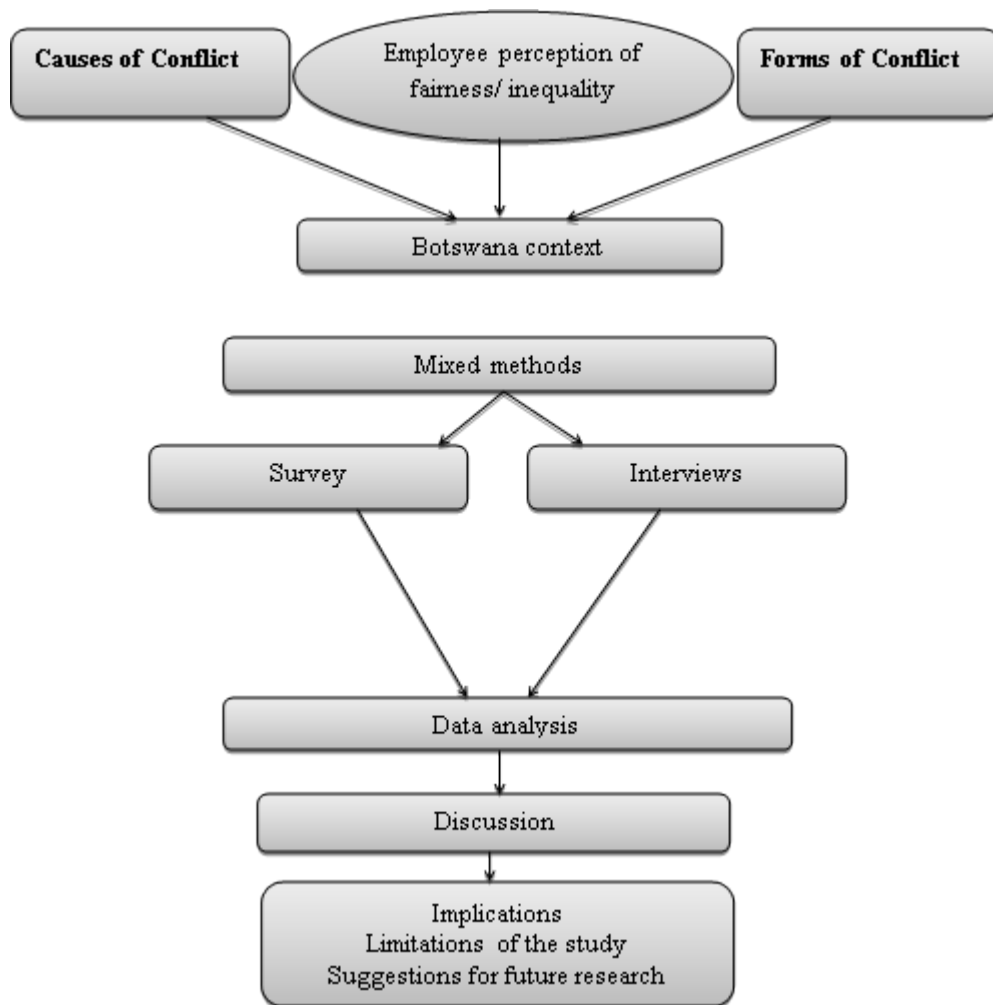 Causes of Conflict
Employee perception of
fairness/ inequality
Forms of Conflict
Botswana context
Mixed methods
Survey
Interviews
Data analysis
Discussion
Implications
Limitations of the study
Suggestions for future research